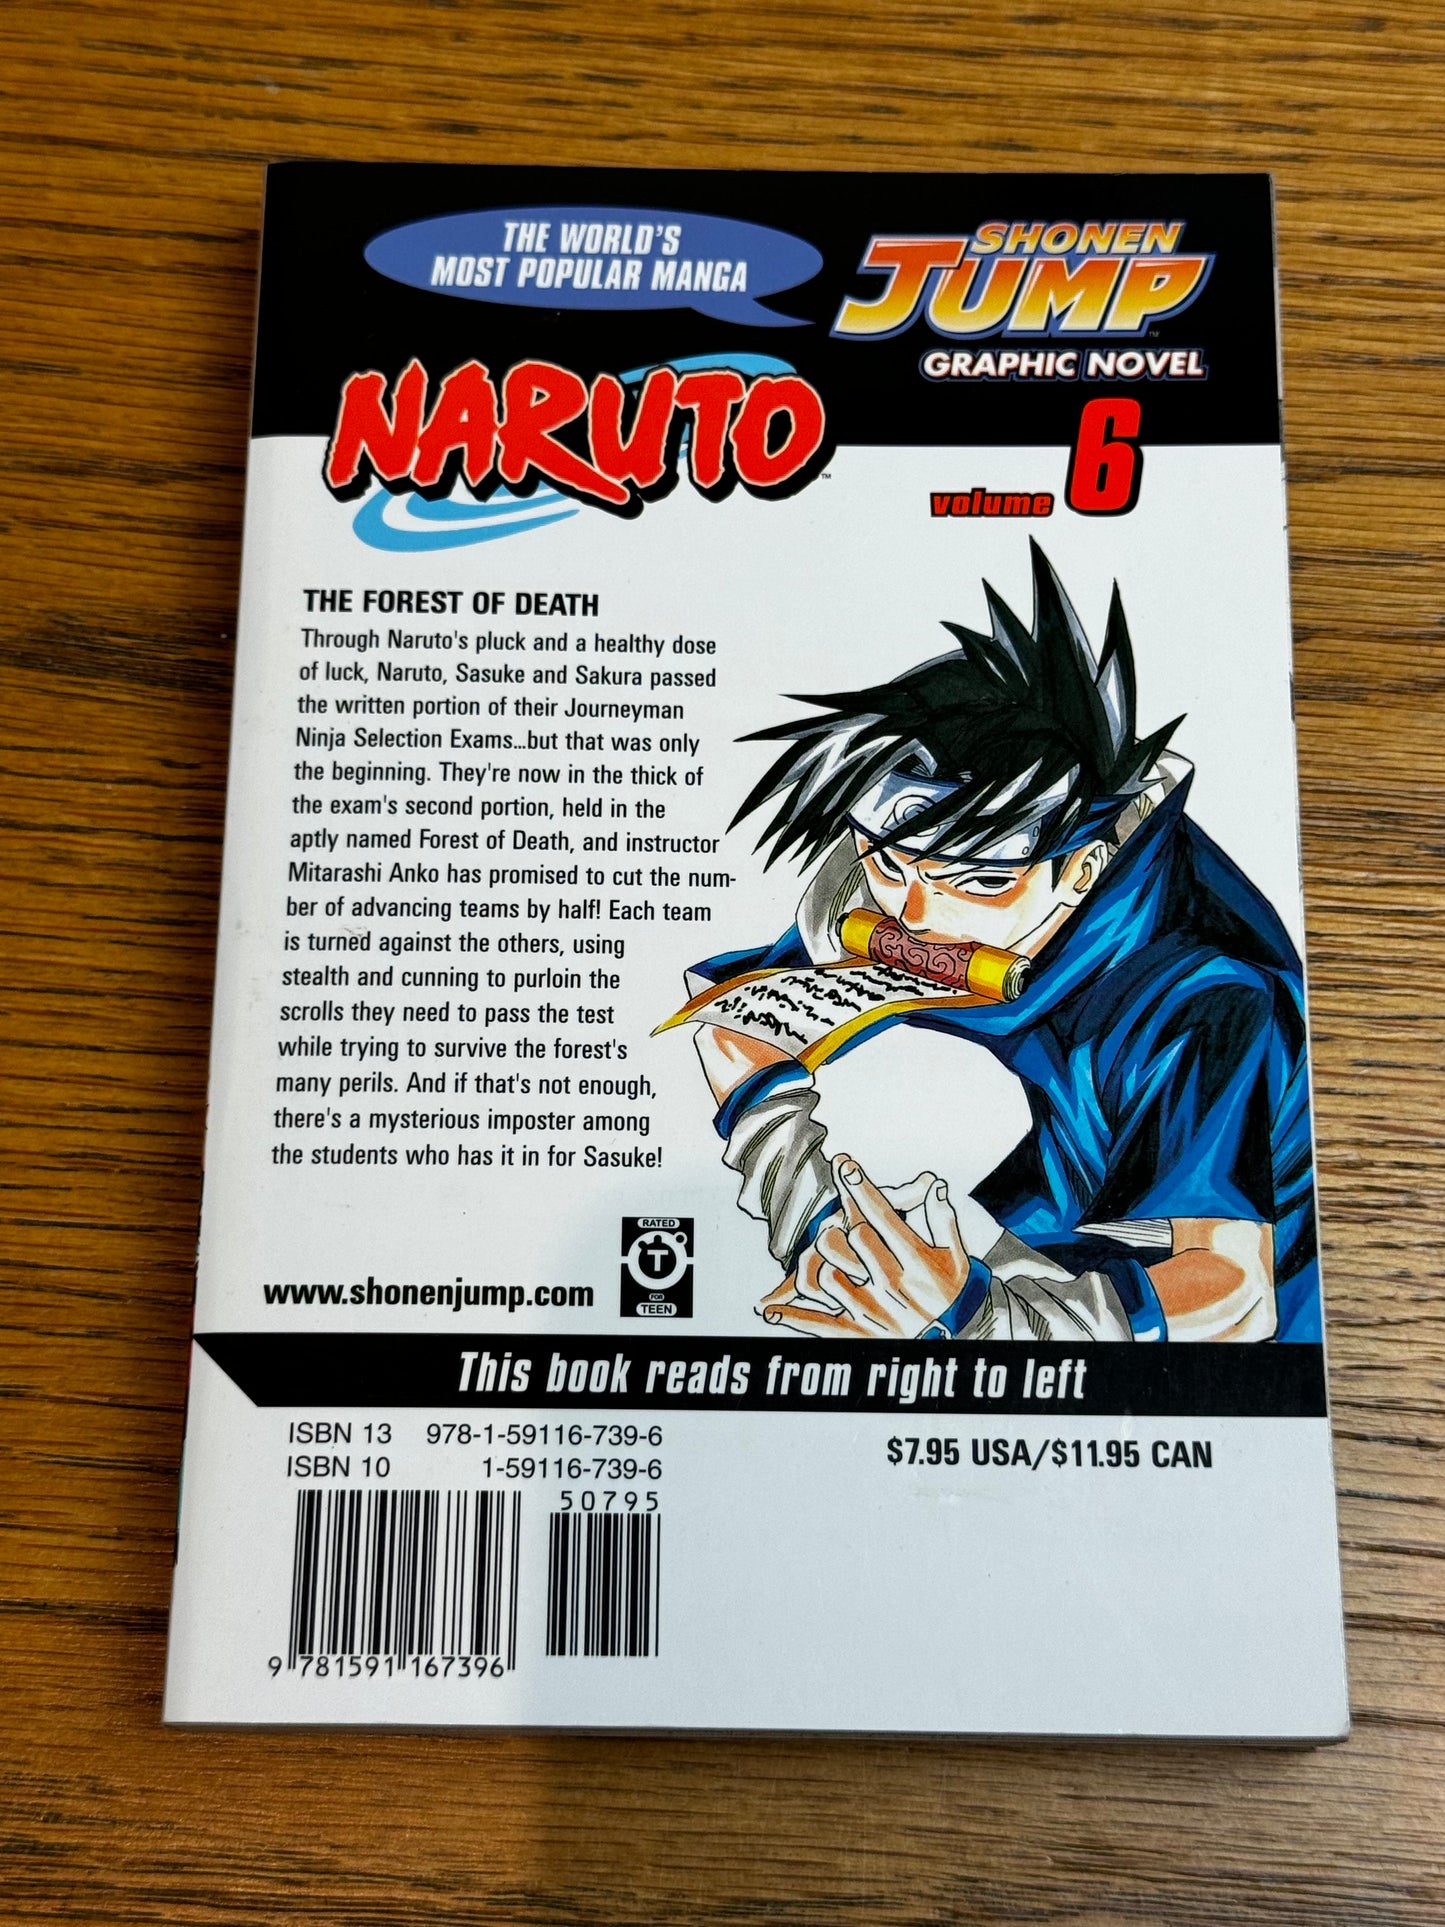 THE WORLD'S
MOST POPULAR MANGA
SHONEN
JUMP™
GRAPHIC NOVEL
NARUTO™
volume 6
THE FOREST OF DEATH
Through Naruto's pluck and a healthy dose
of luck, Naruto, Sasuke and Sakura passed
the written portion of their Journeyman
Ninja Selection Exams...but that was only
the beginning. They're now in the thick of
the exam's second portion, held in the
aptly named Forest of Death, and instructor
Mitarashi Anko has promised to cut the num-
ber of advancing teams by half! Each team
is turned against the others, using
stealth and cunning to purloin the
scrolls they need to pass the test
while trying to survive the forest's
many perils. And if that's not enough,
there's a mysterious imposter among
the students who has it in for Sasuke!
www.shonenjump.com
RATED
T
FOR
TEEN
This book reads from right to left
ISBN 13 978-1-59116-739-6
ISBN 10 1-59116-739-6
$7.95 USA/$11.95 CAN
50795
9 781591 167396